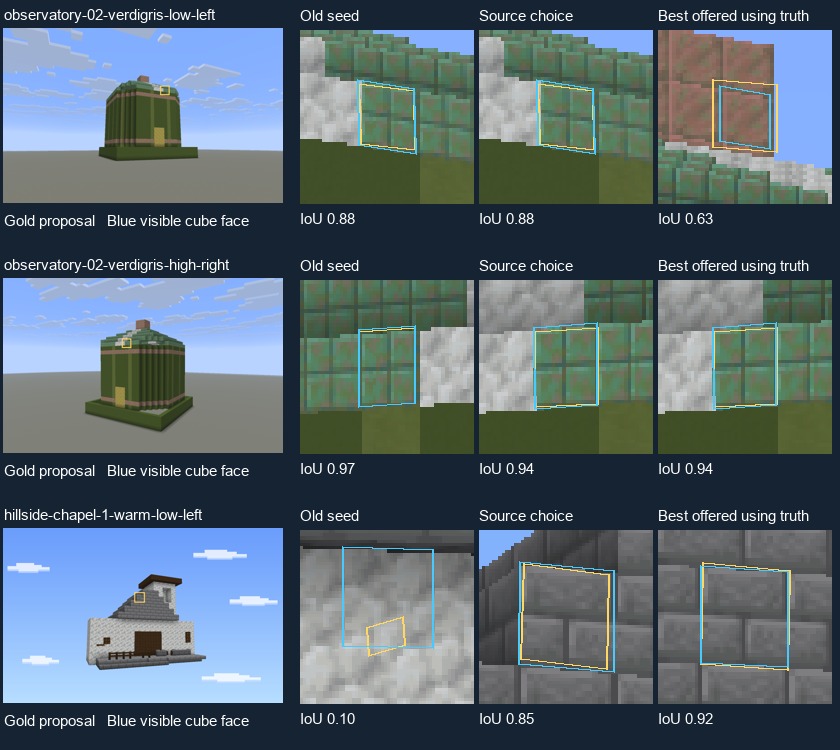 observatory-02-verdigris-low-left
Old seed
Source choice
Best offered using truth
Gold proposal Blue visible cube face
IoU 0.88
IoU 0.88
IoU 0.63
observatory-02-verdigris-high-right
Old seed
Source choice
Best offered using truth
Gold proposal Blue visible cube face
IoU 0.97
IoU 0.94
IoU 0.94
hillside-chapel-1-warm-low-left
Old seed
Source choice
Best offered using truth
Gold proposal Blue visible cube face
IoU 0.10
IoU 0.85
IoU 0.92